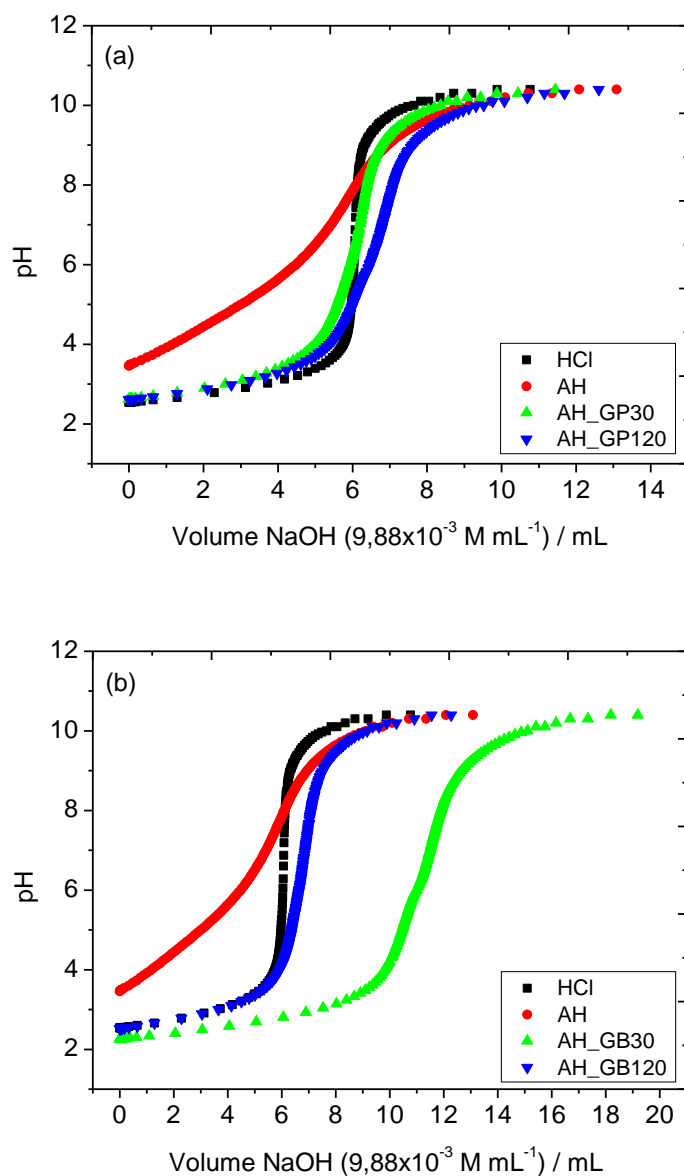 (a)
12
10
8
6
4
2
pH
HCl
AH
AH_GP30
AH_GP120
0 2 4 6 8 10 12 14
Volume NaOH (9,88x10⁻³ M mL⁻¹) / mL
(b)
12
10
8
6
4
2
pH
HCl
AH
AH_GB30
AH_GB120
0 2 4 6 8 10 12 14 16 18 20
Volume NaOH (9,88x10⁻³ M mL⁻¹) / mL